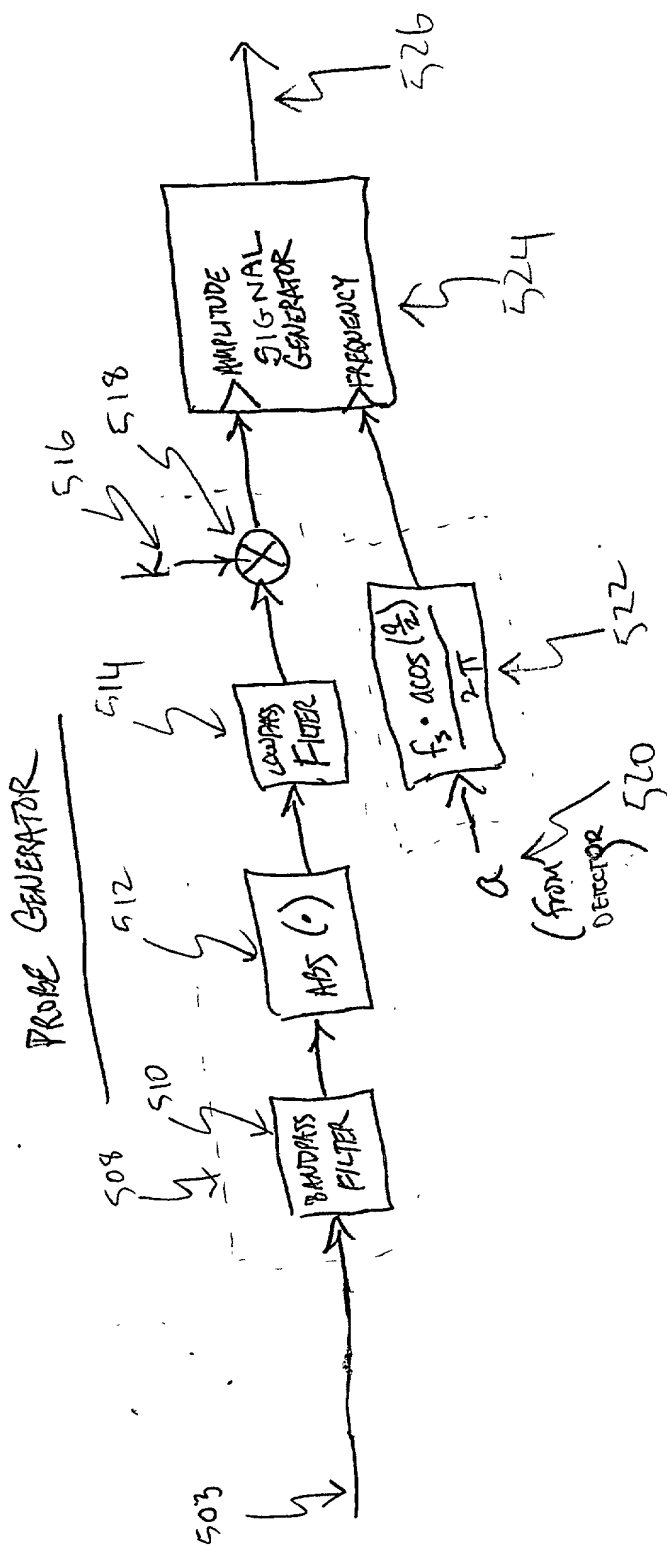 PROBE GENERATOR
503
508
510
BANDPASS
FILTER
512
ABS (•)
514
LOWPASS
FILTER
516
k
518
AMPLITUDE
SIGNAL
GENERATOR
FREQUENCY
524
526
a
(FROM
DETECTOR)
520
fs • acos(a/2)
2π
522